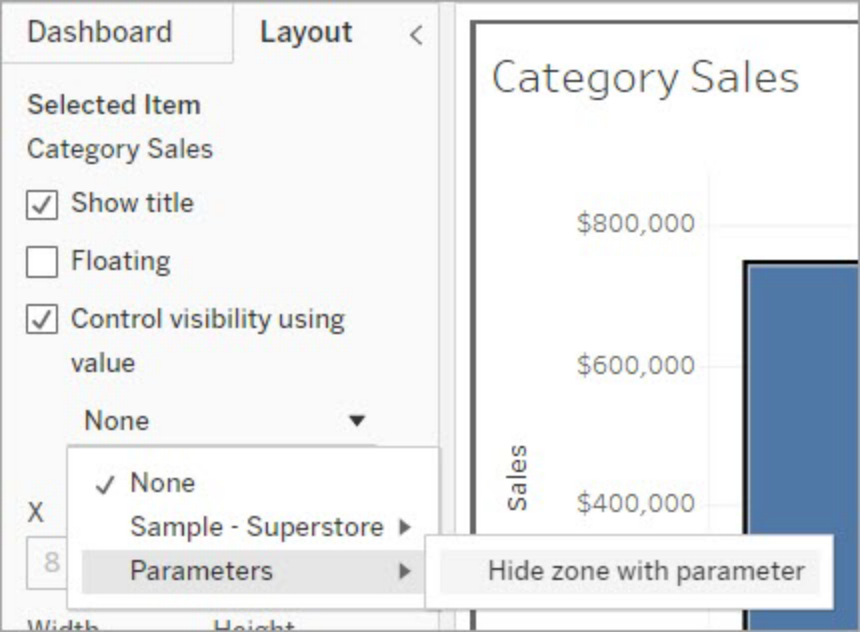 Dashboard
Layout
<
Selected Item
Category Sales
Show title
Floating
Control visibility using
value
None
None
Sample - Superstore
Parameters
Hide zone with parameter
X
8
Width
Height
Category Sales
$800,000
$600,000
$400,000
Sales